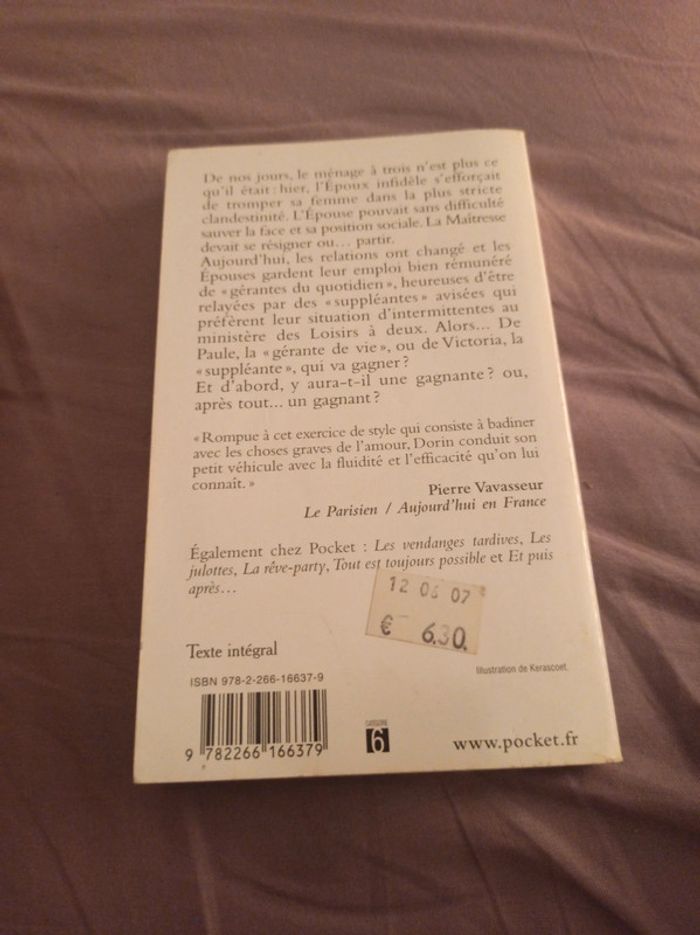 De nos jours, le ménage à trois n'est plus ce
qu'il était : hier, l'Époux infidèle s'efforçait
de tromper sa femme dans la plus stricte
clandestinité. L'Épouse pouvait sans difficulté
sauver la face et sa position sociale. La Maîtresse
devait se résigner ou... partir.
Aujourd'hui, les relations ont changé et les
Épouses gardent leur emploi bien rémunéré
de « gérantes du quotidien », heureuses d'être
relayées par des « suppléantes » avisées qui
préfèrent leur situation d'intermittentes au
ministère des Loisirs à deux. Alors... De
Paule, la « gérante de vie », ou de Victoria, la
« suppléante », qui va gagner ?
Et d'abord, y aura-t-il une gagnante ? ou,
après tout... un gagnant ?
« Rompue à cet exercice de style qui consiste à badiner
avec les choses graves de l'amour, Dorin conduit son
petit véhicule avec la fluidité et l'efficacité qu'on lui
connaît. »
Pierre Vavasseur
Le Parisien / Aujourd'hui en France
Également chez Pocket : Les vendanges tardives, Les
julottes, La rêve-party, Tout est toujours possible et Et puis
après...
12 06 07
€ 6.30.
Texte intégral
Illustration de Kerascoet.
ISBN 978-2-266-16637-9
9 782266 166379
CATÉGORIE
6
www.pocket.fr